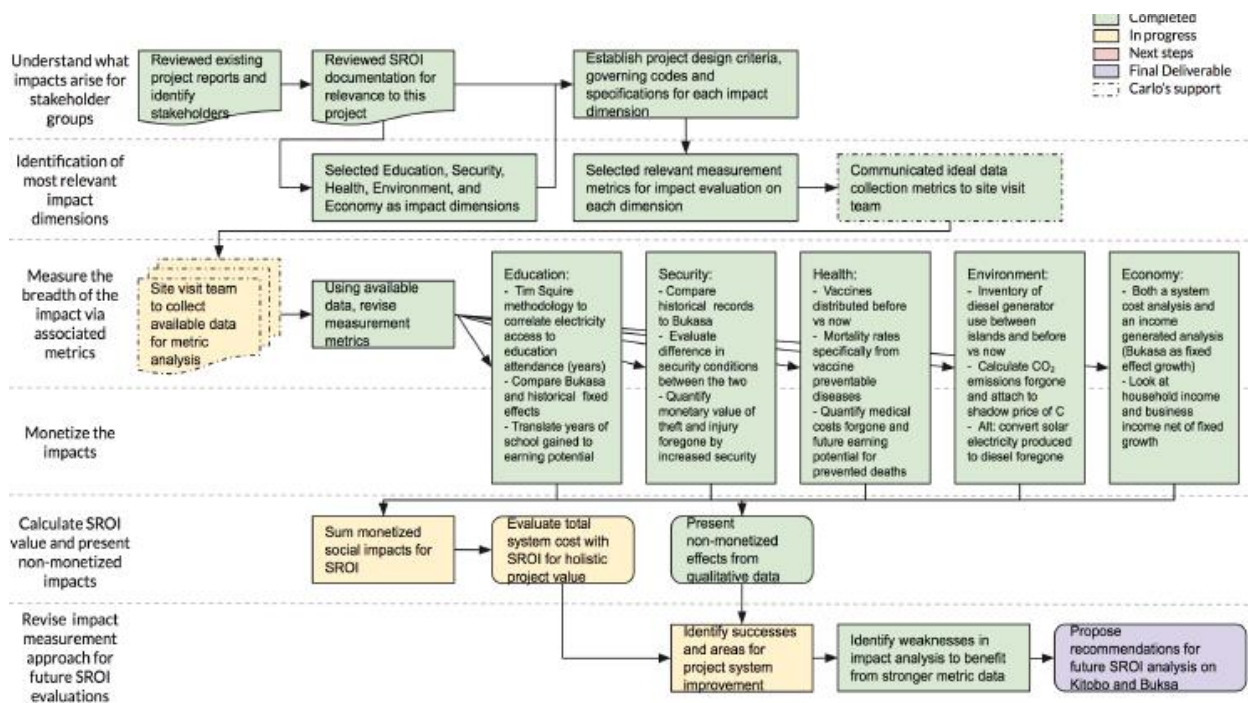 Completed
In progress
Next steps
Final Deliverable
Carlo's support
Understand what
impacts arise for
stakeholder
groups
Reviewed existing
project reports and
identify
stakeholders
Reviewed SROI
documentation for
relevance to this
project
Establish project design criteria,
governing codes and
specifications for each impact
dimension
Identification of
most relevant
impact
dimensions
Selected Education, Security,
Health, Environment, and
Economy as impact dimensions
Selected relevant measurement
metrics for impact evaluation on
each dimension
Communicated ideal data
collection metrics to site visit
team
Measure the
breadth of the
impact via
associated
metrics
Site visit team
to collect
available data
for metric
analysis
Using available
data, revise
measurement
metrics
Education:
- Tim Squire
methodology to
correlate electricity
access to
education
attendance (years)
- Compare Bukasa
and historical fixed
effects
- Translate years of
school gained to
earning potential
Security:
- Compare
historical records
to Bukasa
- Evaluate
difference in
security conditions
between the two
- Quantify
monetary value of
theft and injury
foregone by
increased security
Health:
- Vaccines
distributed before
vs now
- Mortality rates
specifically from
vaccine
preventable
diseases
- Quantify medical
costs forgone and
future earning
potential for
prevented deaths
Environment:
- Inventory of
diesel generator
use between
islands and before
vs now
- Calculate CO₂
emissions forgone
and attach to
shadow price of C
- Alt: convert solar
electricity produced
to diesel foregone
Economy:
- Both a system
cost analysis and
an income
generated analysis
(Bukasa as fixed
effect growth)
- Look at
household income
and business
income net of fixed
growth
Monetize the
impacts
Calculate SROI
value and present
non-monetized
impacts
Sum monetized
social impacts for
SROI
Evaluate total
system cost with
SROI for holistic
project value
Present
non-monetized
effects from
qualitative data
Revise impact
measurement
approach for
future SROI
evaluations
Identify successes
and areas for
project system
improvement
Identify weaknesses in
impact analysis to benefit
from stronger metric data
Propose
recommendations for
future SROI analysis on
Kitobo and Buksa